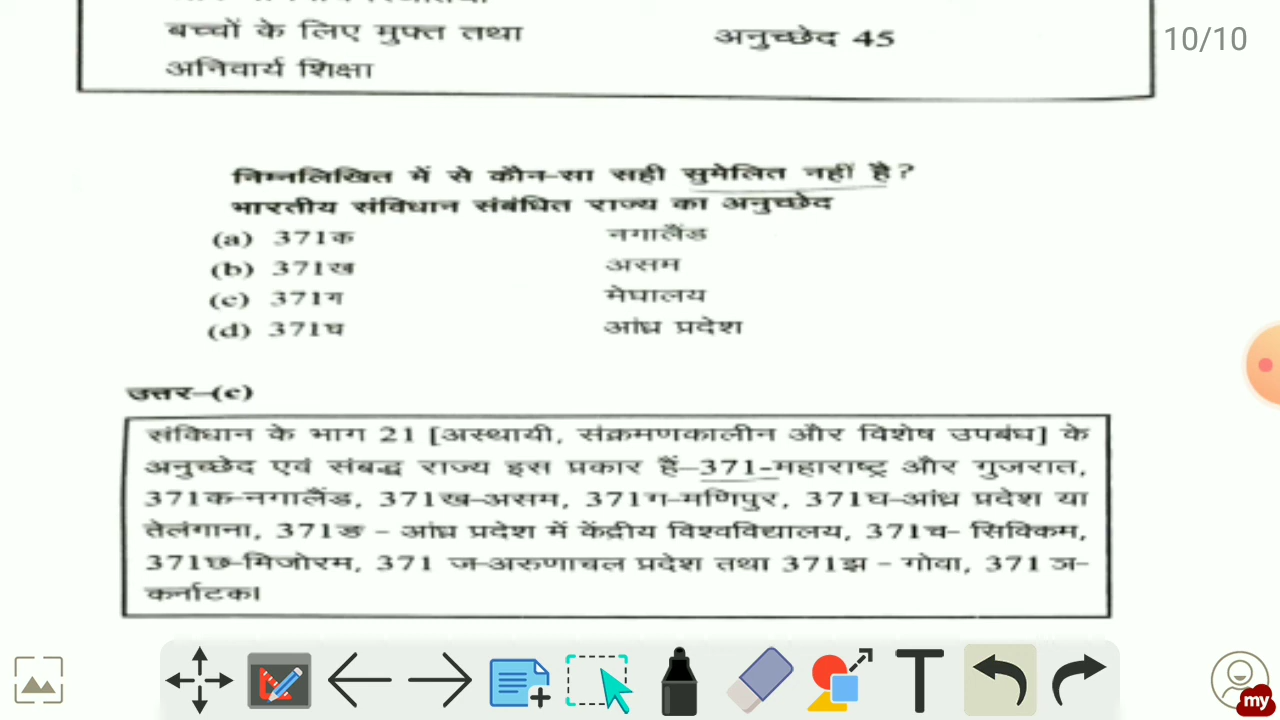 बच्चों के लिए मुफ्त तथा अनुच्छेद 45
अनिवार्य शिक्षा
10/10
निम्नलिखित में से कौन-सा सही सुमेलित नहीं है?
भारतीय संविधान संबंधित राज्य का अनुच्छेद
(a) 371क नगालैंड
(b) 371ख असम
(c) 371ग मेघालय
(d) 371घ आंध्र प्रदेश
उत्तर–(c)
संविधान के भाग 21 [अस्थायी, संक्रमणकालीन और विशेष उपबंध] के
अनुच्छेद एवं संबद्ध राज्य इस प्रकार हैं–371-महाराष्ट्र और गुजरात,
371क-नगालैंड, 371ख-असम, 371ग-मणिपुर, 371घ-आंध्र प्रदेश या
तेलंगाना, 371ङ - आंध्र प्रदेश में केंद्रीय विश्वविद्यालय, 371च- सिक्किम,
371छ-मिजोरम, 371 ज-अरुणाचल प्रदेश तथा 371झ - गोवा, 371 ञ-
कर्नाटक।
T
my